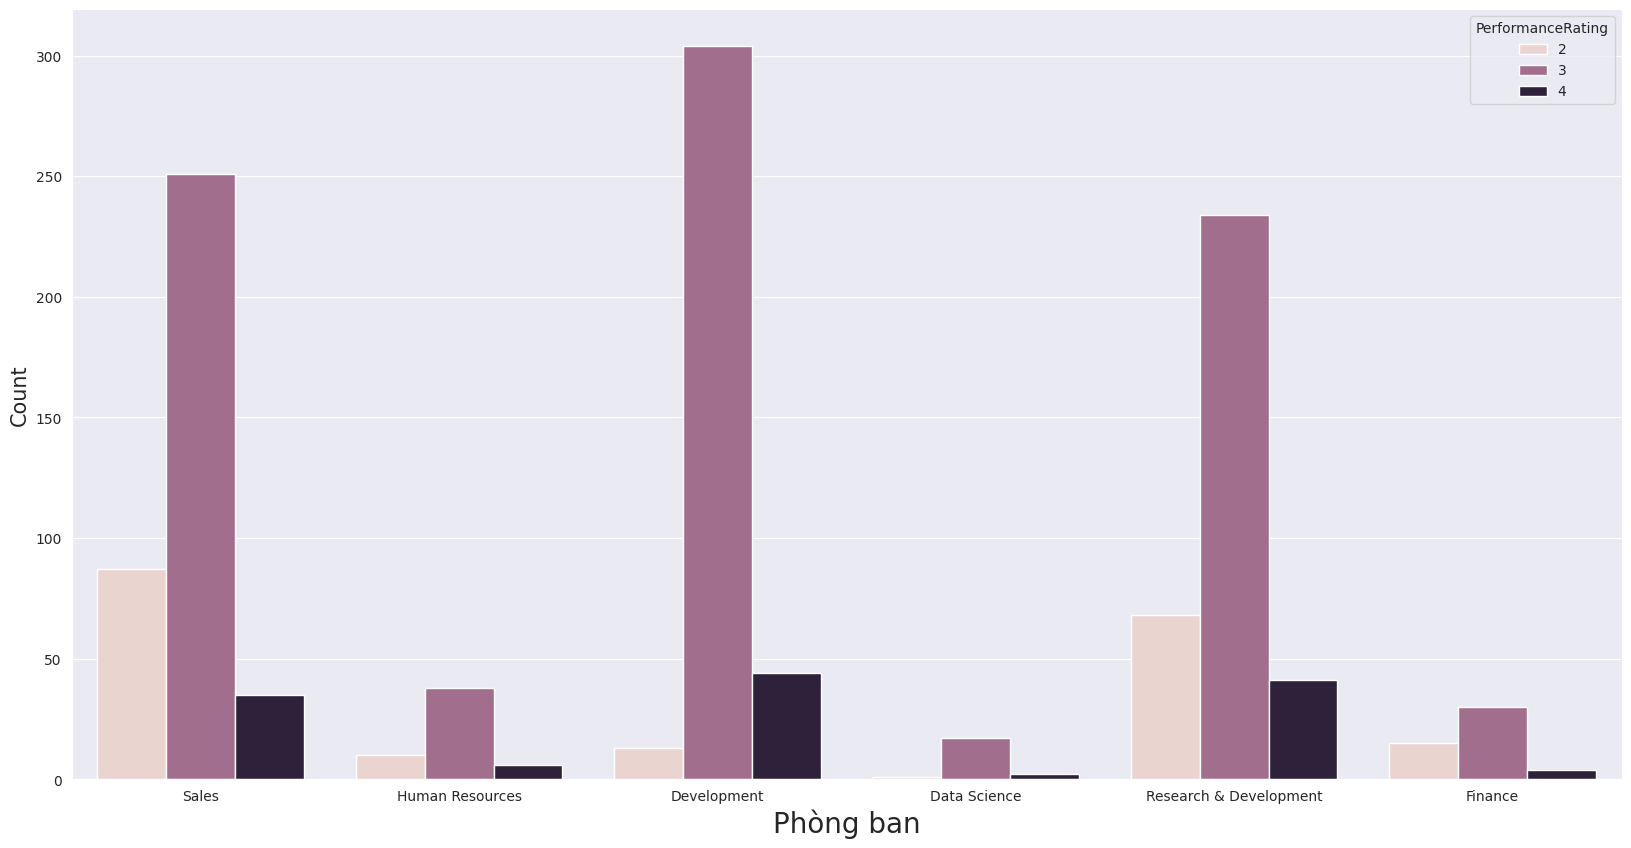 PerformanceRating
2
3
4
300
250
200
150
100
50
0
Count
Sales Human Resources Development Data Science Research & Development Finance
Phòng ban